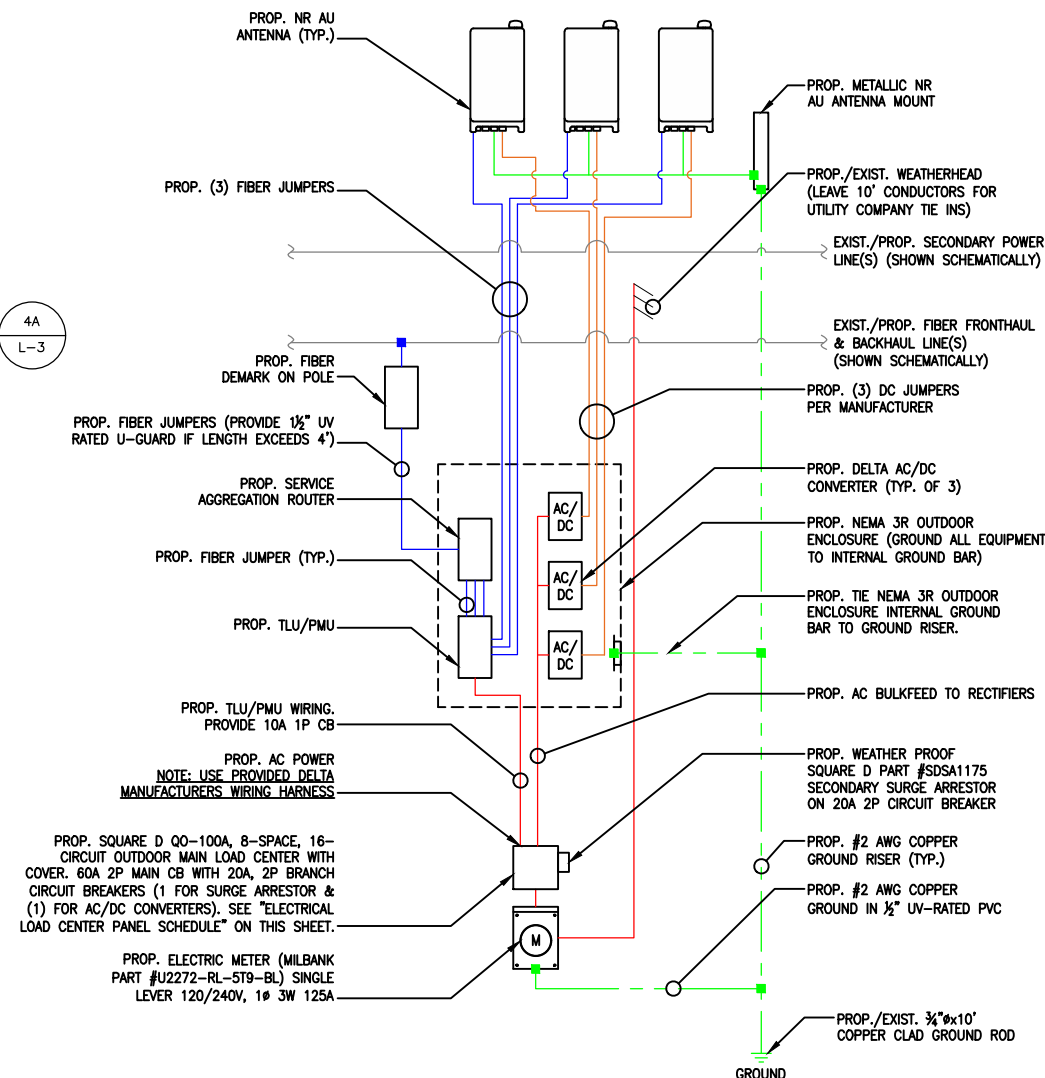 PROP. NR AU
ANTENNA (TYP.)
PROP. METALLIC NR
AU ANTENNA MOUNT
PROP. (3) FIBER JUMPERS
PROP./EXIST. WEATHERHEAD
(LEAVE 10' CONDUCTORS FOR
UTILITY COMPANY TIE INS)
EXIST./PROP. SECONDARY POWER
LINE(S) (SHOWN SCHEMATICALLY)
4A
L-3
EXIST./PROP. FIBER FRONTHAUL
& BACKHAUL LINE(S)
(SHOWN SCHEMATICALLY)
PROP. FIBER
DEMARK ON POLE
PROP. (3) DC JUMPERS
PER MANUFACTURER
PROP. FIBER JUMPERS (PROVIDE 1½" UV
RATED U-GUARD IF LENGTH EXCEEDS 4')
PROP. DELTA AC/DC
CONVERTER (TYP. OF 3)
PROP. SERVICE
AGGREGATION ROUTER
AC/
DC
PROP. NEMA 3R OUTDOOR
ENCLOSURE (GROUND ALL EQUIPMENT
TO INTERNAL GROUND BAR)
PROP. FIBER JUMPER (TYP.)
AC/
DC
PROP. TIE NEMA 3R OUTDOOR
ENCLOSURE INTERNAL GROUND
BAR TO GROUND RISER.
PROP. TLU/PMU
AC/
DC
PROP. AC BULKFEED TO RECTIFIERS
PROP. TLU/PMU WIRING.
PROVIDE 10A 1P CB
PROP. AC POWER
NOTE: USE PROVIDED DELTA
MANUFACTURERS WIRING HARNESS
PROP. WEATHER PROOF
SQUARE D PART #SDSA1175
SECONDARY SURGE ARRESTOR
ON 20A 2P CIRCUIT BREAKER
PROP. SQUARE D QO-100A, 8-SPACE, 16-
CIRCUIT OUTDOOR MAIN LOAD CENTER WITH
COVER. 60A 2P MAIN CB WITH 20A, 2P BRANCH
CIRCUIT BREAKERS (1 FOR SURGE ARRESTOR &
(1) FOR AC/DC CONVERTERS). SEE "ELECTRICAL
LOAD CENTER PANEL SCHEDULE" ON THIS SHEET.
PROP. #2 AWG COPPER
GROUND RISER (TYP.)
PROP. #2 AWG COPPER
GROUND IN ½" UV-RATED PVC
M
PROP. ELECTRIC METER (MILBANK
PART #U2272-RL-5T9-BL) SINGLE
LEVER 120/240V, 1ø 3W 125A
PROP./EXIST. ¾"øx10'
COPPER CLAD GROUND ROD
GROUND